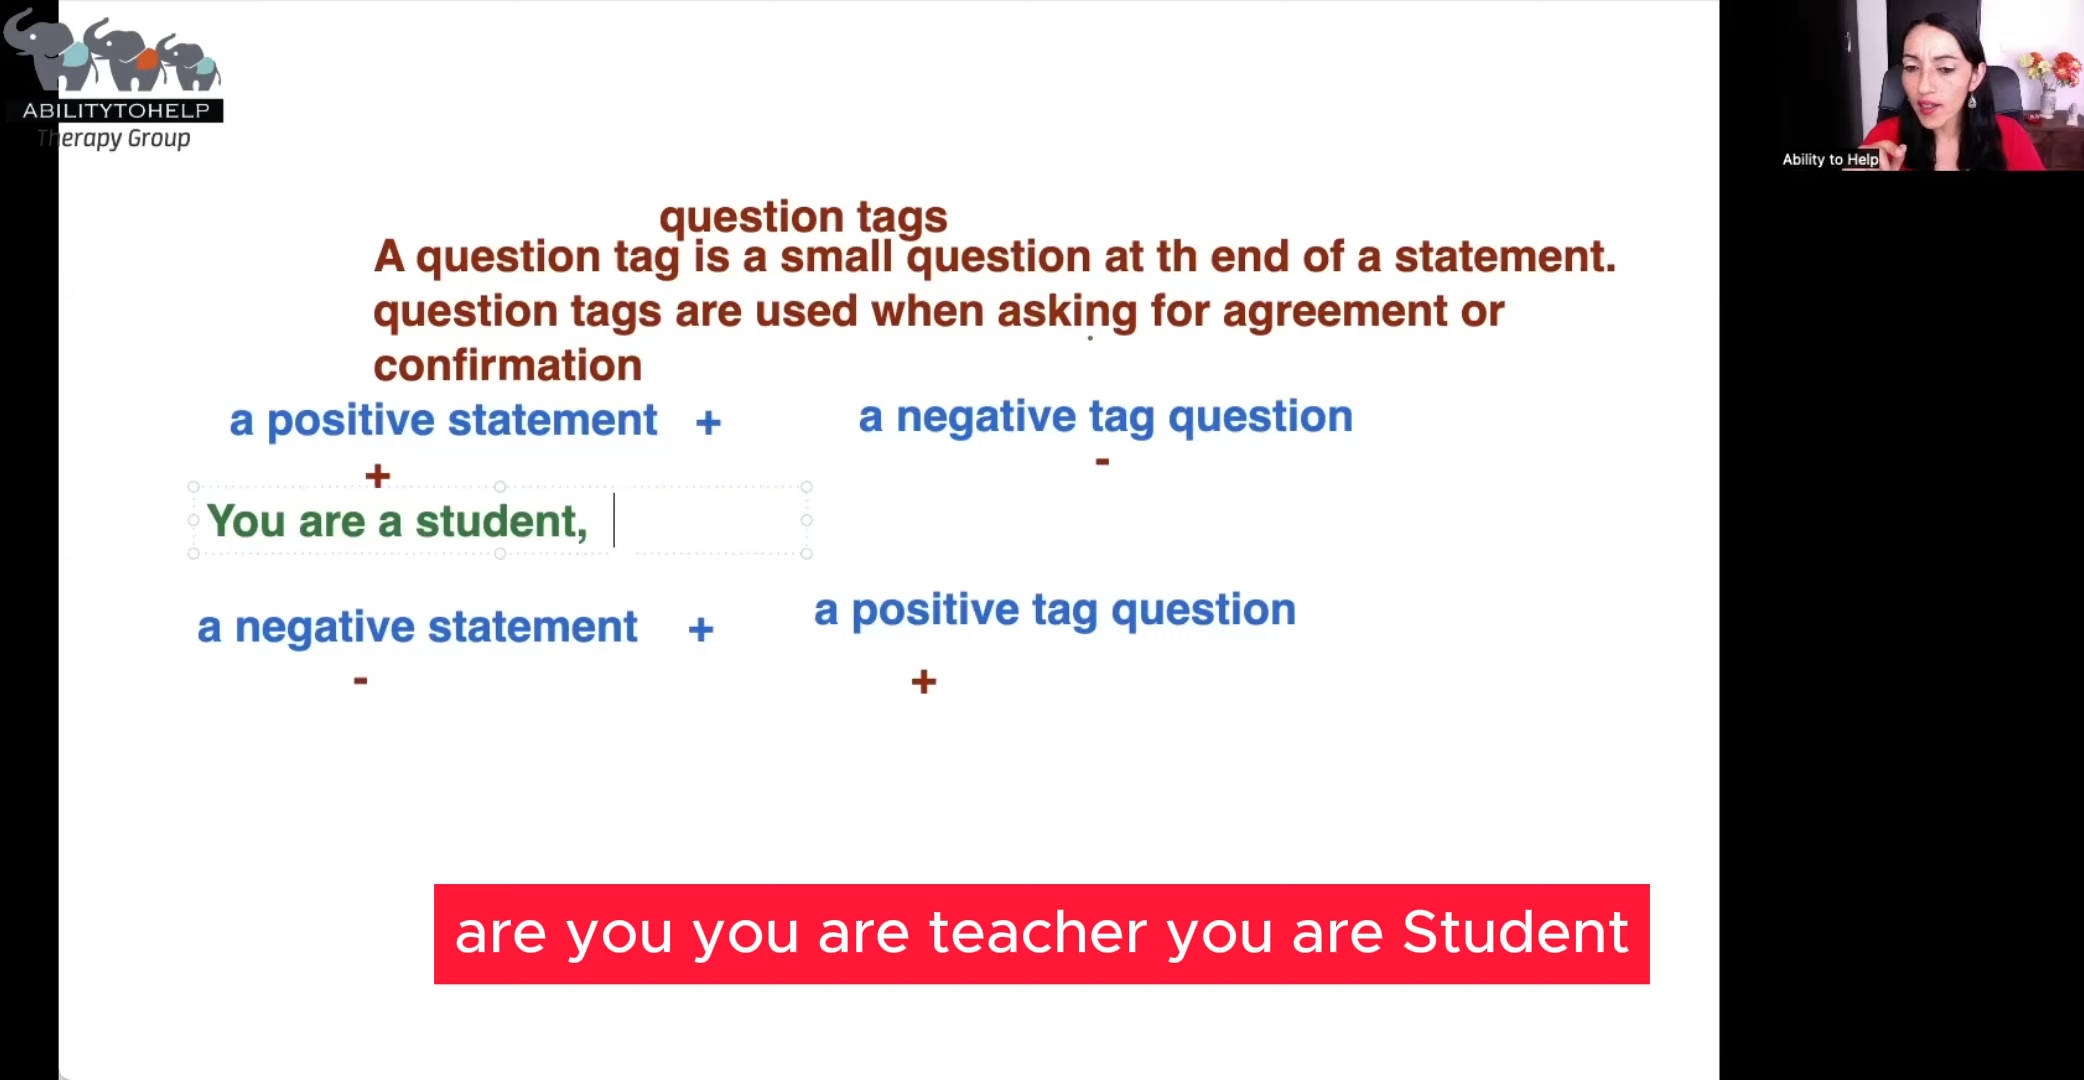 ABILITYTOHELP
Therapy Group
Ability to Help
question tags
A question tag is a small question at th end of a statement.
question tags are used when asking for agreement or
confirmation
a positive statement + a negative tag question
+ -
You are a student,
a negative statement + a positive tag question
- +
are you you are teacher you are Student